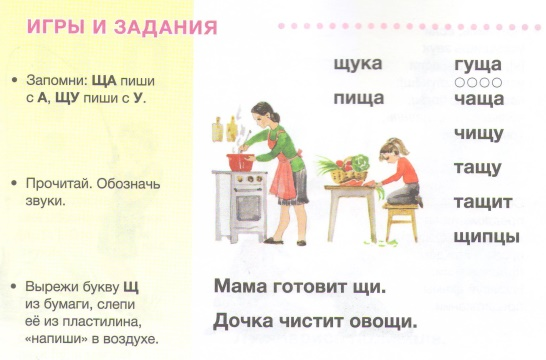 ИГРЫ И ЗАДАНИЯ
• Запомни: ЩА пиши
с А, ЩУ пиши с У.
щука гуща
пища чаща
чищу
тащу
тащит
щипцы
• Прочитай. Обозначь
звуки.
• Вырежи букву Щ
из бумаги, слепи
её из пластилина,
«напиши» в воздухе.
Мама готовит щи.
Дочка чистит овощи.